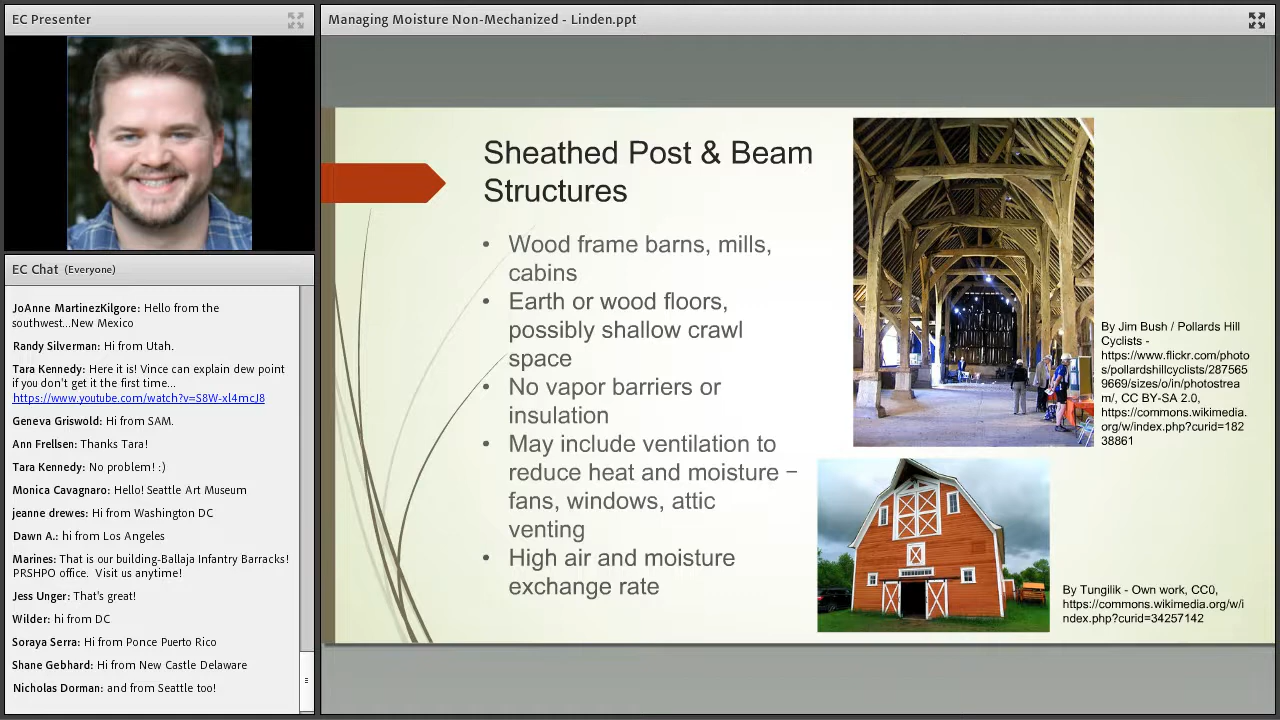 EC Presenter
Managing Moisture Non-Mechanized - Linden.ppt
EC Chat (Everyone)
JoAnne MartinezKilgore: Hello from the
southwest...New Mexico
Randy Silverman: Hi from Utah.
Tara Kennedy: Here it is! Vince can explain dew point
if you don't get it the first time...
https://www.youtube.com/watch?v=S8W-xl4mcJ8
Geneva Griswold: Hi from SAM.
Ann Frellsen: Thanks Tara!
Tara Kennedy: No problem! :)
Monica Cavagnaro: Hello! Seattle Art Museum
jeanne drewes: Hi from Washington DC
Dawn A.: hi from Los Angeles
Marines: That is our building-Ballaja Infantry Barracks!
PRSHPO office.  Visit us anytime!
Jess Unger: That's great!
Wilder: hi from DC
Soraya Serra: Hi from Ponce Puerto Rico
Shane Gebhard: Hi from New Castle Delaware
Nicholas Dorman: and from Seattle too!
Sheathed Post & Beam
Structures
• Wood frame barns, mills,
cabins
• Earth or wood floors,
possibly shallow crawl
space
• No vapor barriers or
insulation
• May include ventilation to
reduce heat and moisture –
fans, windows, attic
venting
• High air and moisture
exchange rate
By Jim Bush / Pollards Hill
Cyclists -
https://www.flickr.com/photo
s/pollardshillcyclists/287565
9669/sizes/o/in/photostrea
m/, CC BY-SA 2.0,
https://commons.wikimedia.
org/w/index.php?curid=182
38861
By Tungilik - Own work, CC0,
https://commons.wikimedia.org/w/i
ndex.php?curid=34257142